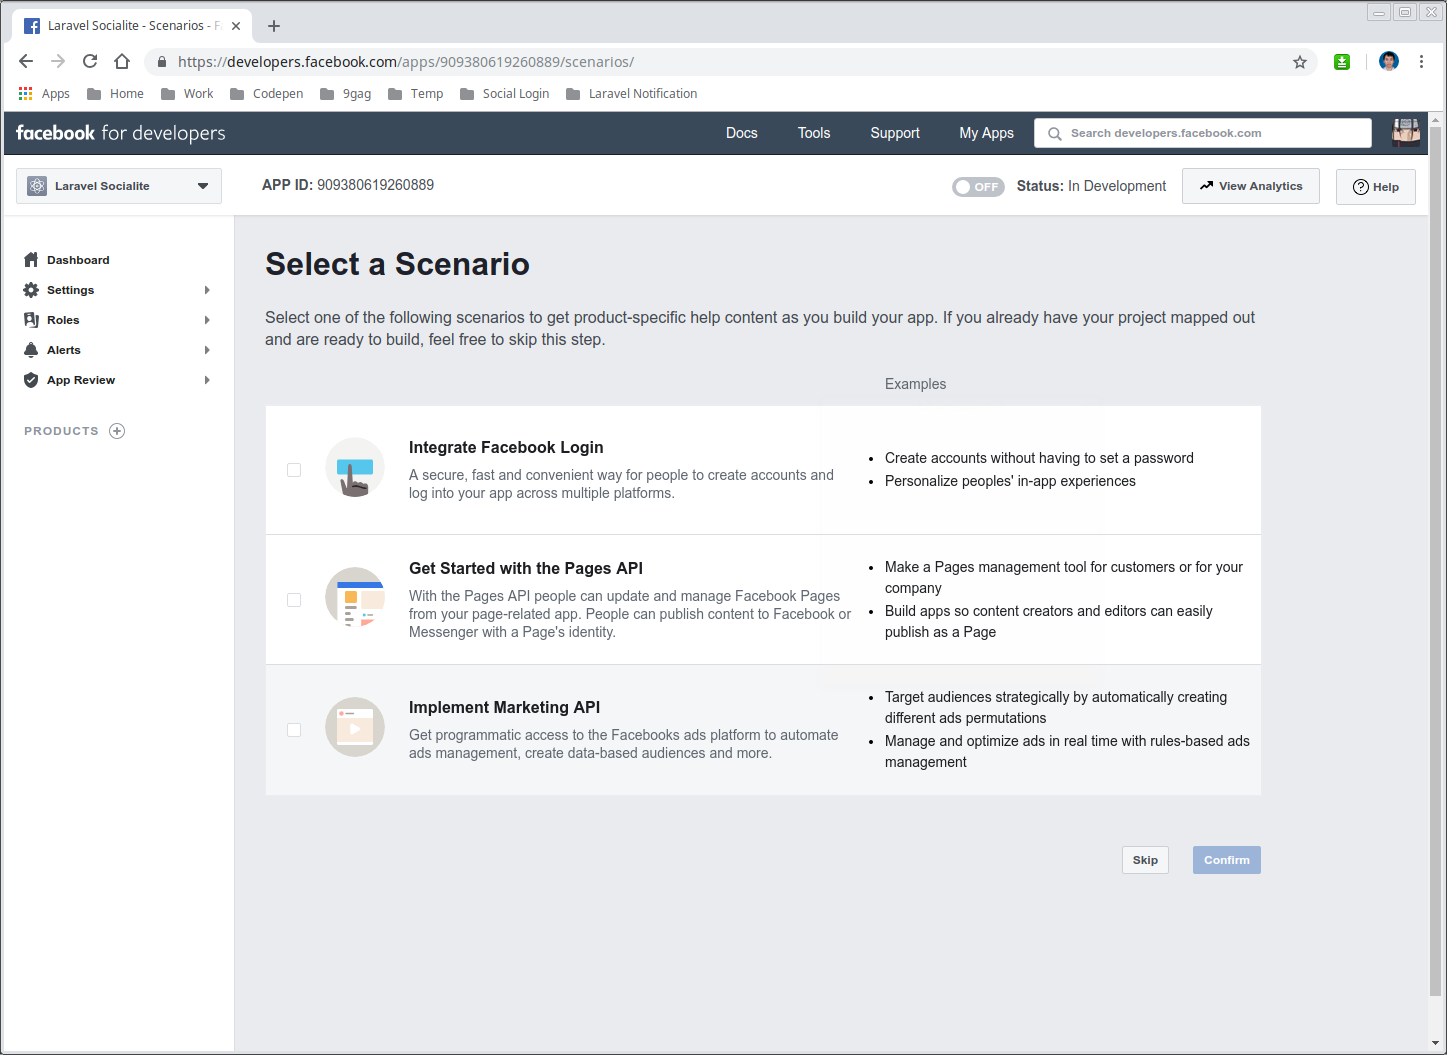 Laravel Socialite - Scenarios - F
https://developers.facebook.com/apps/909380619260889/scenarios/
Apps Home Work Codepen 9gag Temp Social Login Laravel Notification
facebook for developers Docs Tools Support My Apps Search developers.facebook.com
Laravel Socialite APP ID: 909380619260889 OFF Status: In Development View Analytics Help
Dashboard
Settings
Roles
Alerts
App Review
PRODUCTS
Select a Scenario
Select one of the following scenarios to get product-specific help content as you build your app. If you already have your project mapped out
and are ready to build, feel free to skip this step.
Examples
Integrate Facebook Login
A secure, fast and convenient way for people to create accounts and
log into your app across multiple platforms.
• Create accounts without having to set a password
• Personalize peoples' in-app experiences
Get Started with the Pages API
With the Pages API people can update and manage Facebook Pages
from your page-related app. People can publish content to Facebook or
Messenger with a Page's identity.
• Make a Pages management tool for customers or for your
company
• Build apps so content creators and editors can easily
publish as a Page
Implement Marketing API
Get programmatic access to the Facebooks ads platform to automate
ads management, create data-based audiences and more.
• Target audiences strategically by automatically creating
different ads permutations
• Manage and optimize ads in real time with rules-based ads
management
Skip Confirm